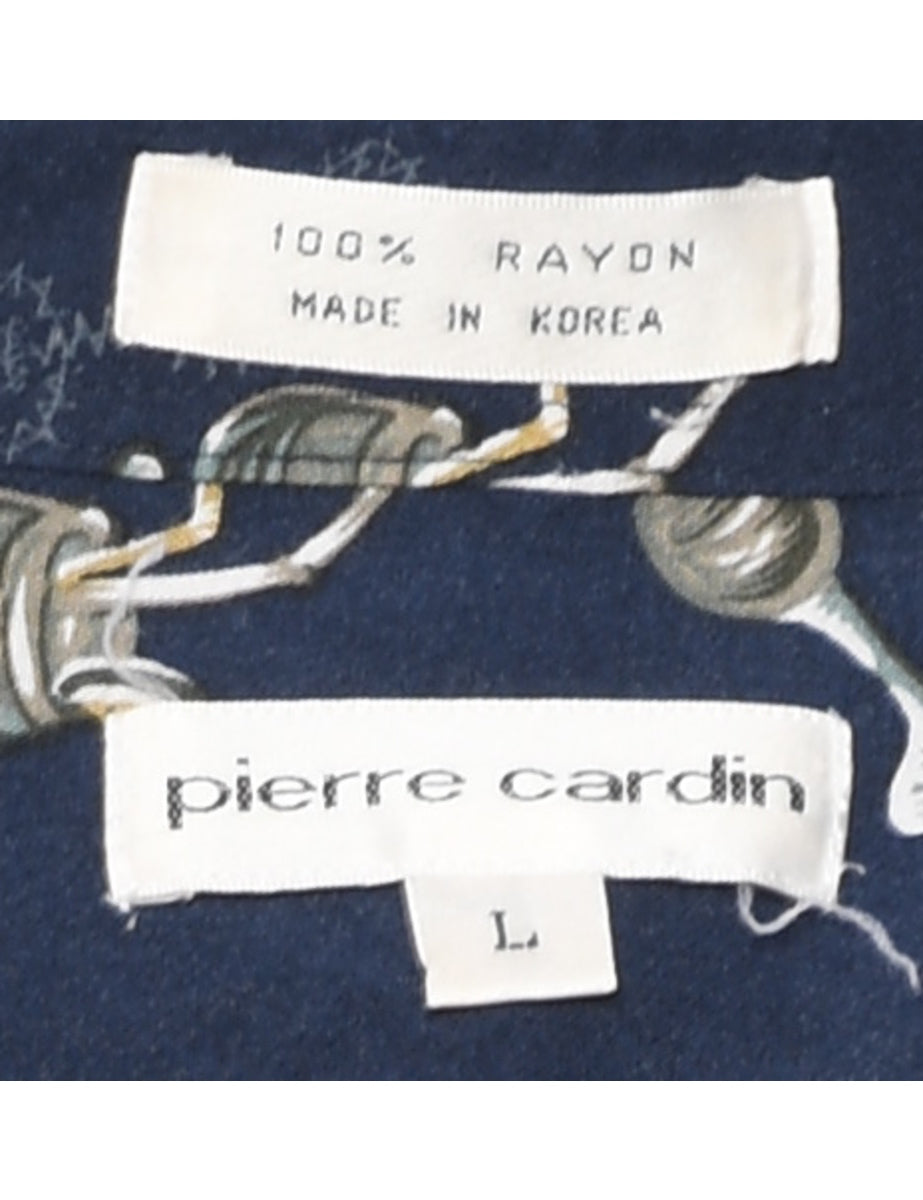 100% RAYON
MADE IN KOREA
pierre cardin
L